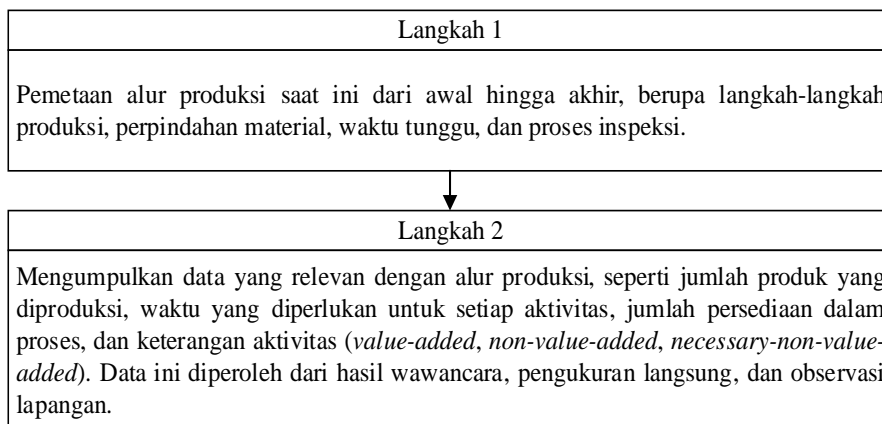 Langkah 1
Pemetaan alur produksi saat ini dari awal hingga akhir, berupa langkah-langkah
produksi, perpindahan material, waktu tunggu, dan proses inspeksi.
Langkah 2
Mengumpulkan data yang relevan dengan alur produksi, seperti jumlah produk yang
diproduksi, waktu yang diperlukan untuk setiap aktivitas, jumlah persediaan dalam
proses, dan keterangan aktivitas (value-added, non-value-added, necessary-non-value-
added). Data ini diperoleh dari hasil wawancara, pengukuran langsung, dan observasi
lapangan.